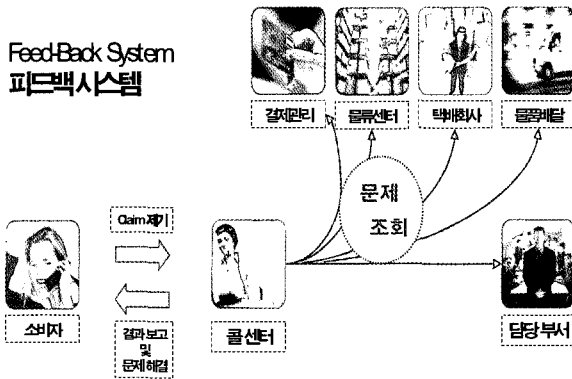 Feed-Back System
피드백 시스템
결제관리
물류센터
택배회사
물품배달
문제
조회
Claim 제기
소비자
결과 보고
및
문제 해결
콜센터
담당 부서